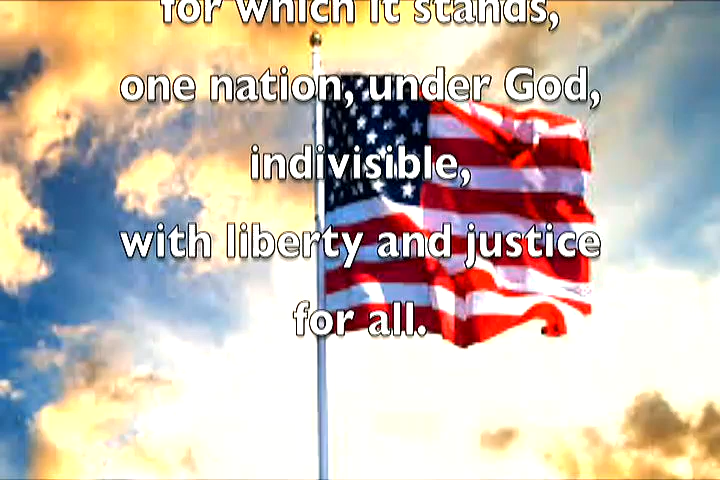 for which it stands,
one nation, under God,
indivisible,
with liberty and justice
for all.